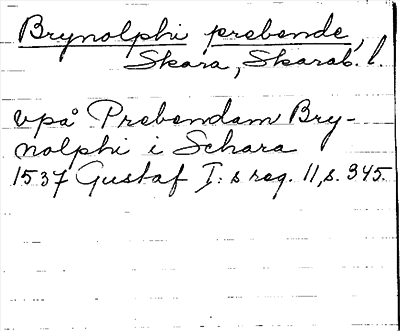 Brynolphi prebende,
Skara, Skarab. l.
vpå Prebendam Bry-
nolphi i Schara
1537 Gustaf I: s reg. 11, s. 345.